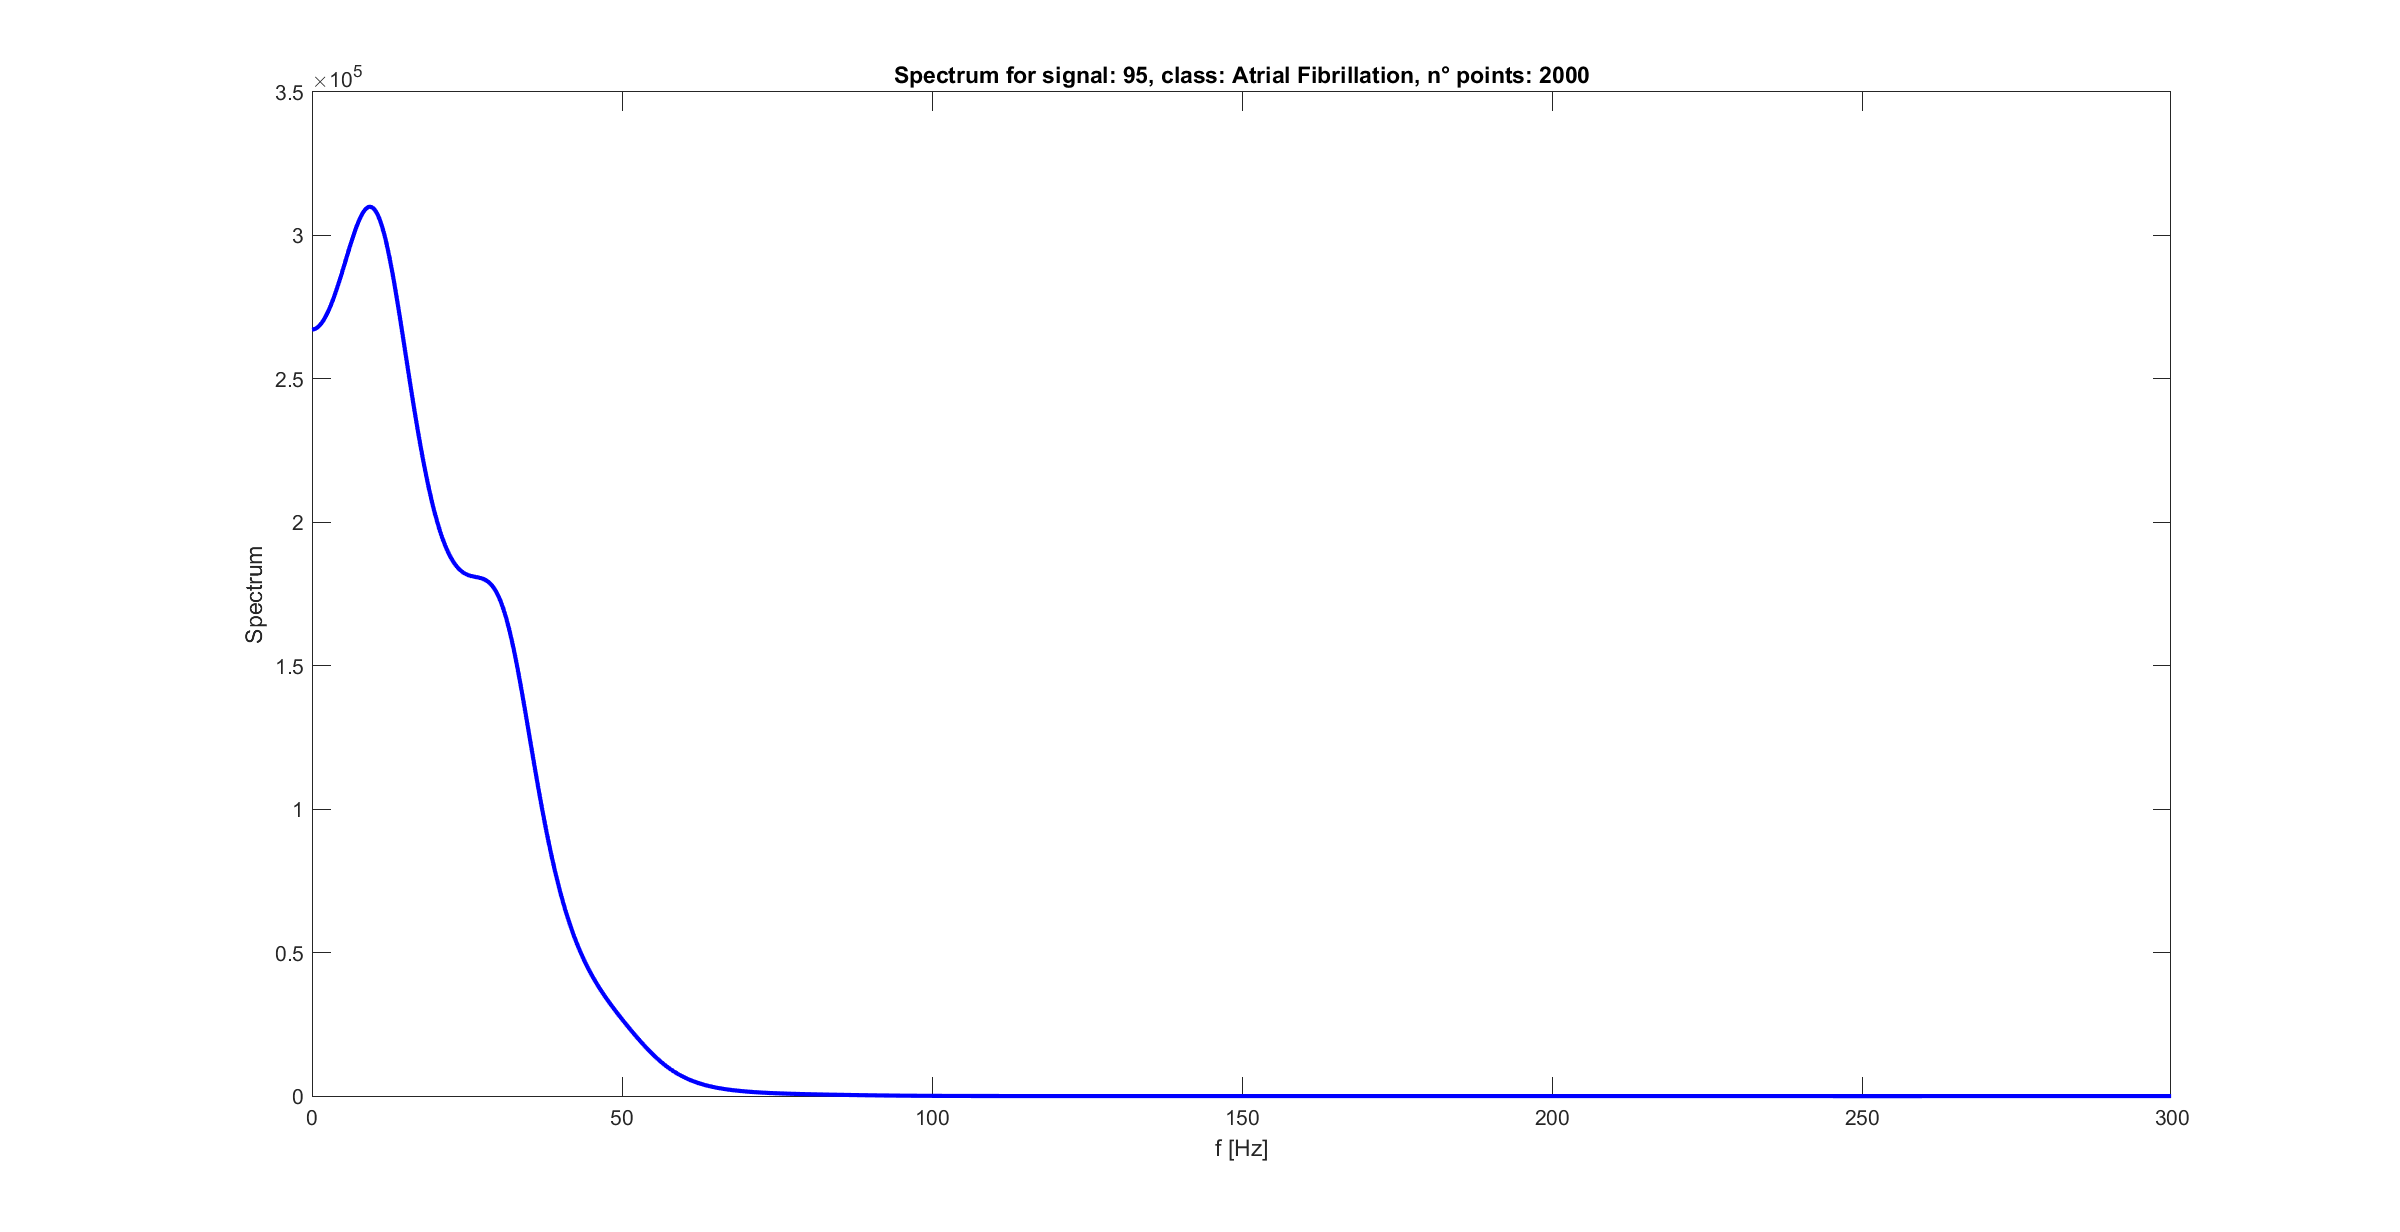 Spectrum for signal: 95, class: Atrial Fibrillation, n° points: 2000
×10^5
3.5
3
2.5
2
1.5
1
0.5
0
Spectrum
0 50 100 150 200 250 300
f [Hz]